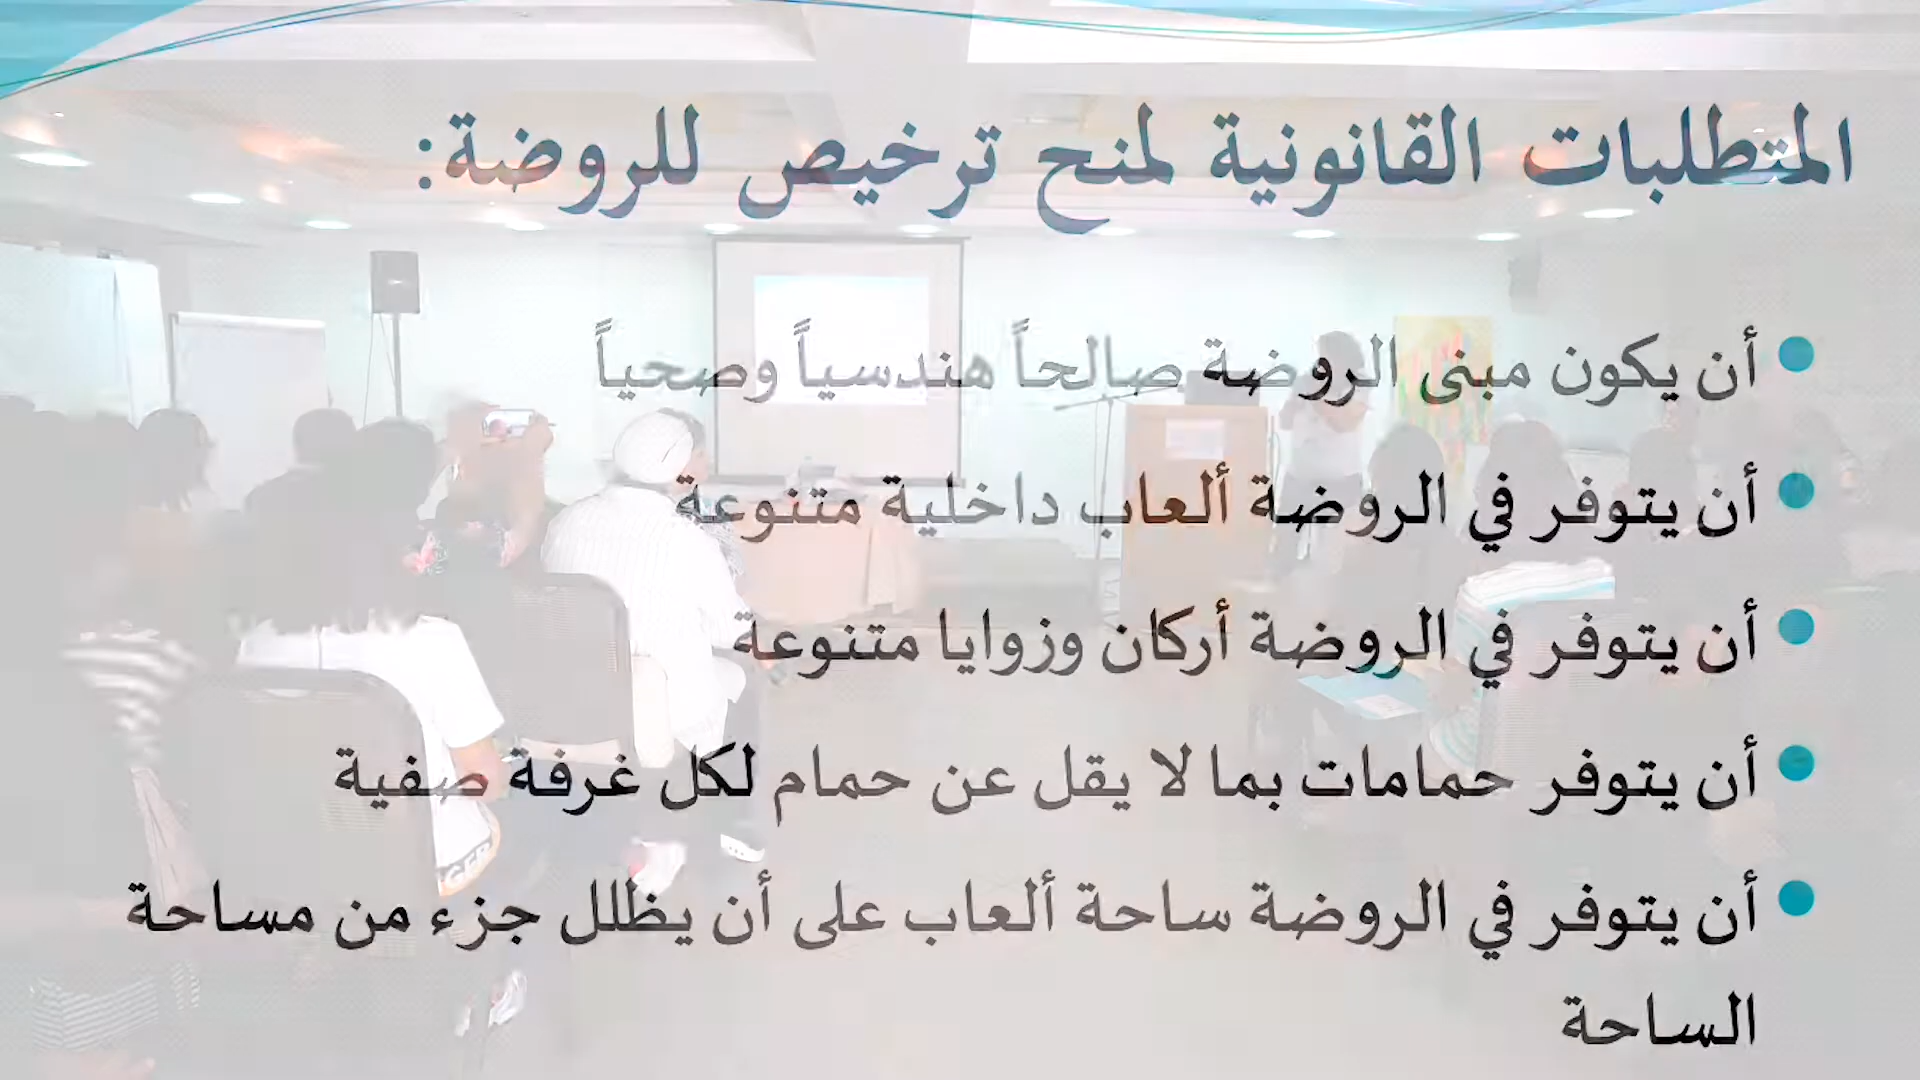 المتطلبات القانونية لمنح ترخيص للروضة:
أن يكون مبنى الروضة صالحاً هندسياً وصحياً
أن يتوفر في الروضة ألعاب داخلية متنوعة
أن يتوفر في الروضة أركان وزوايا متنوعة
أن يتوفر حمامات بما لا يقل عن حمام لكل غرفة صفية
أن يتوفر في الروضة ساحة ألعاب على أن يظلل جزء من مساحة
الساحة